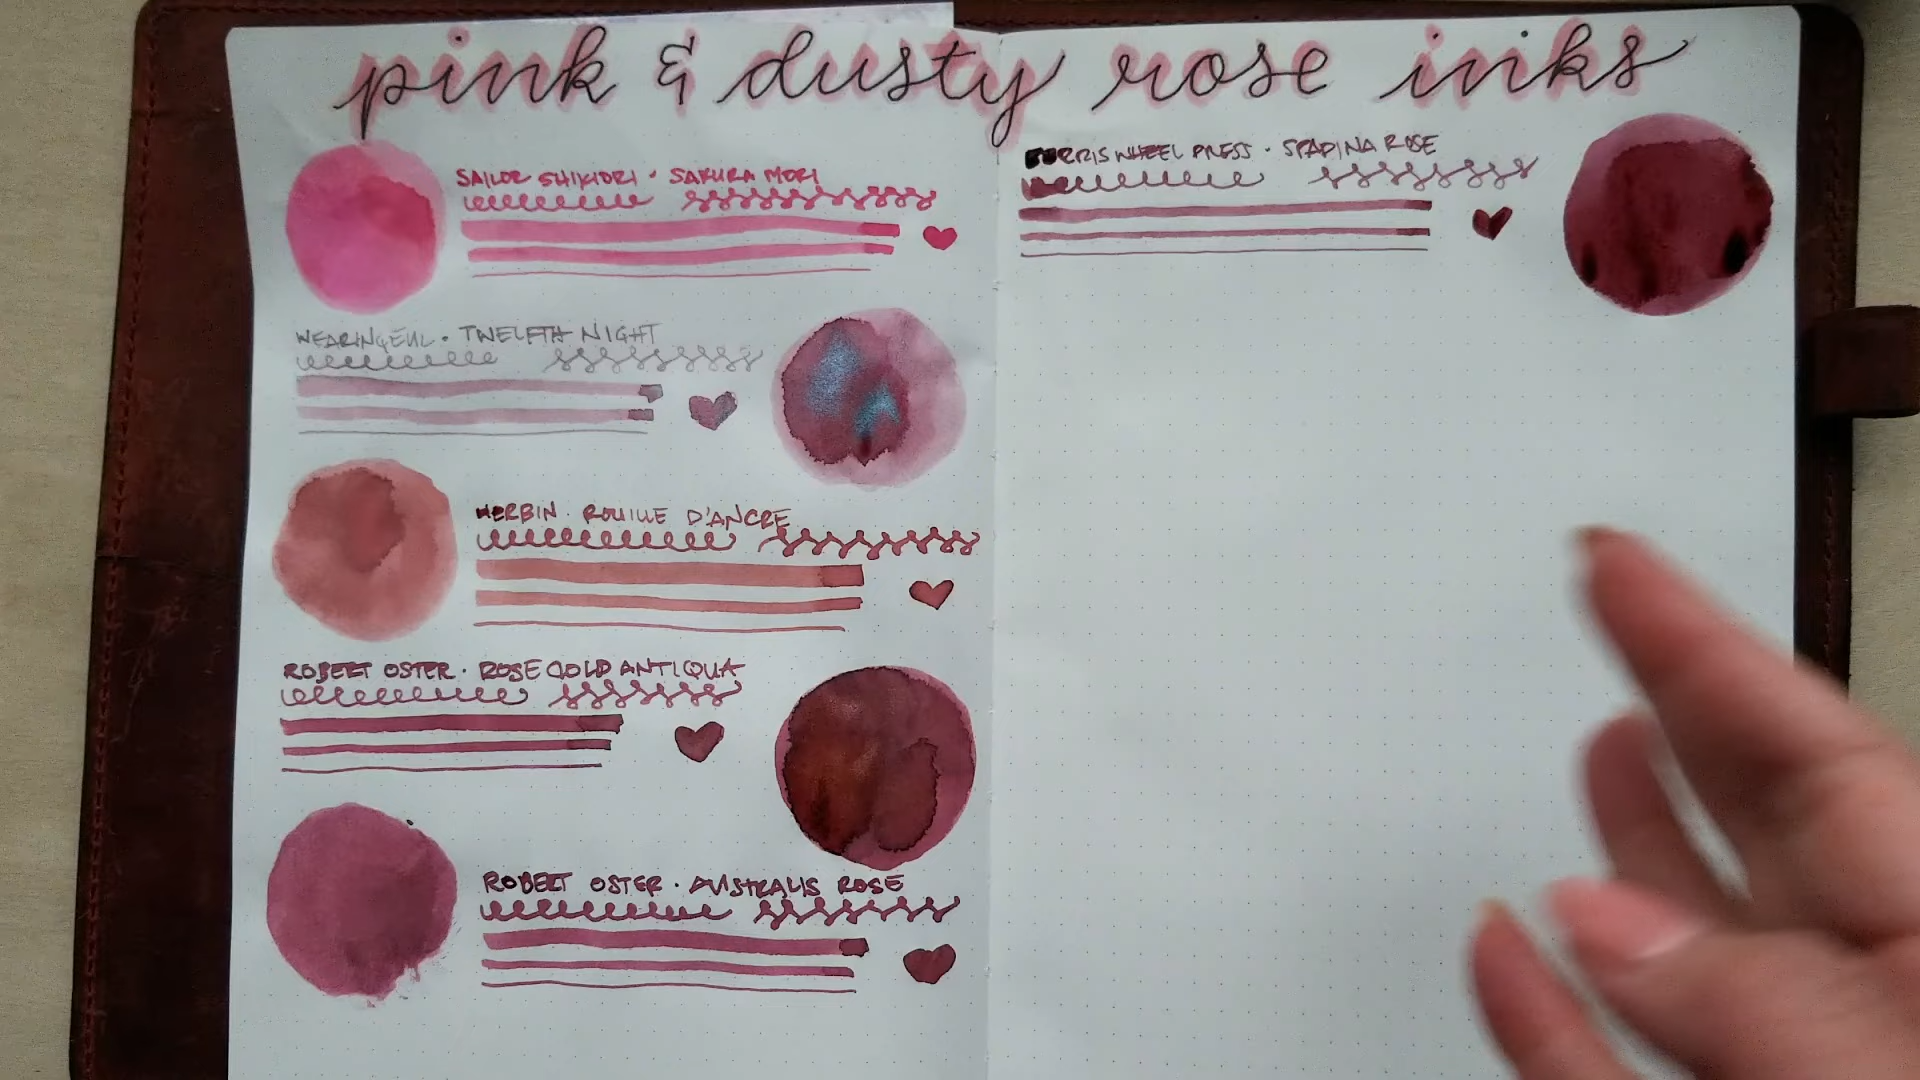 pink & dusty rose inks
SAILOR SHIKIORI · SAKURA MORI
WEARINGEUL · TWELFTH NIGHT
HERBIN · ROUILLE D'ANCRE
ROBERT OSTER · ROSE GOLD ANTIQUA
ROBERT OSTER · AUSTRALIS ROSE
FERRIS WHEEL PRESS · SPADINA ROSE